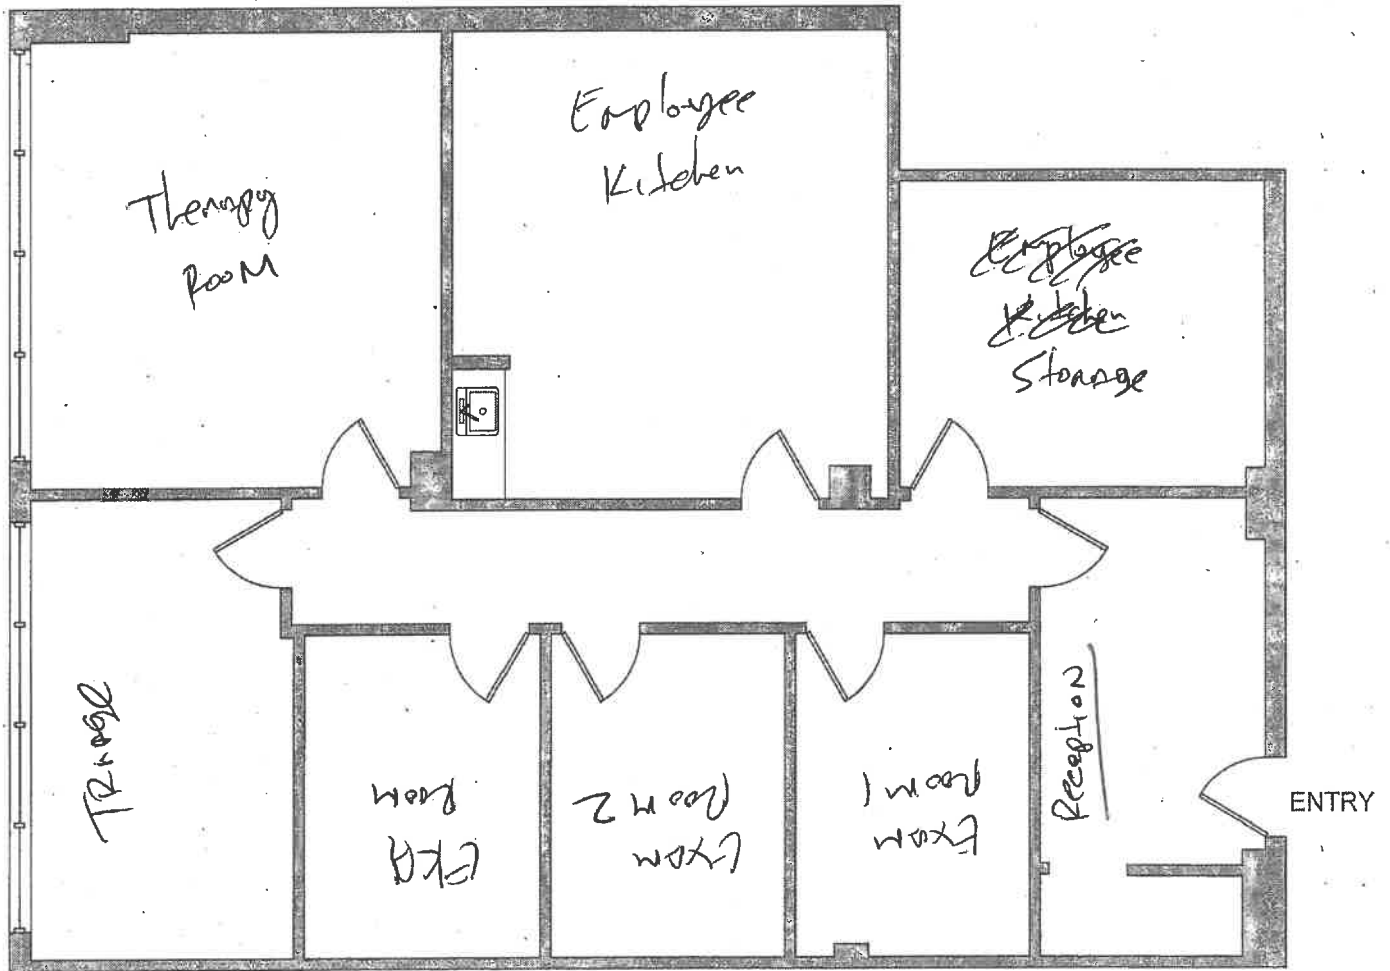 Employee
Kitchen
Therapy
Room
Employee
Kitchen
Storage
Triage
Reception
ENTRY
Exam
Room 1
Exam
Room 2
EKG
Room